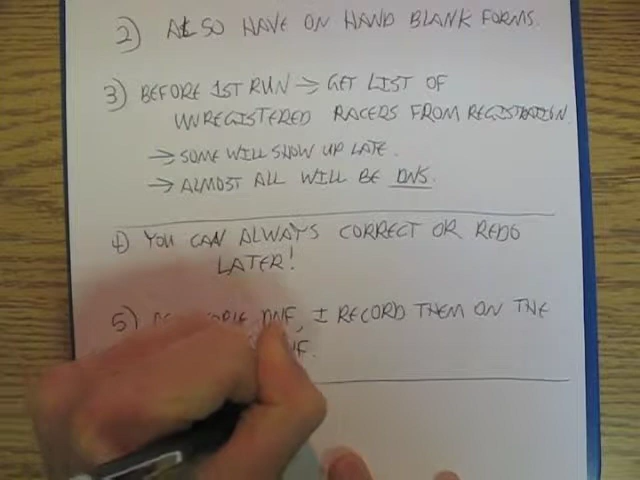 2) ALSO HAVE ON HAND BLANK FORMS.
3) BEFORE 1ST RUN → GET LIST OF
UNREGISTERED RACERS FROM REGISTRATION.
→ SOME WILL SHOW UP LATE.
→ ALMOST ALL WILL BE DNS.
4) YOU CAN ALWAYS CORRECT OR REDO
LATER!
5) DNF, I RECORD THEM ON THE